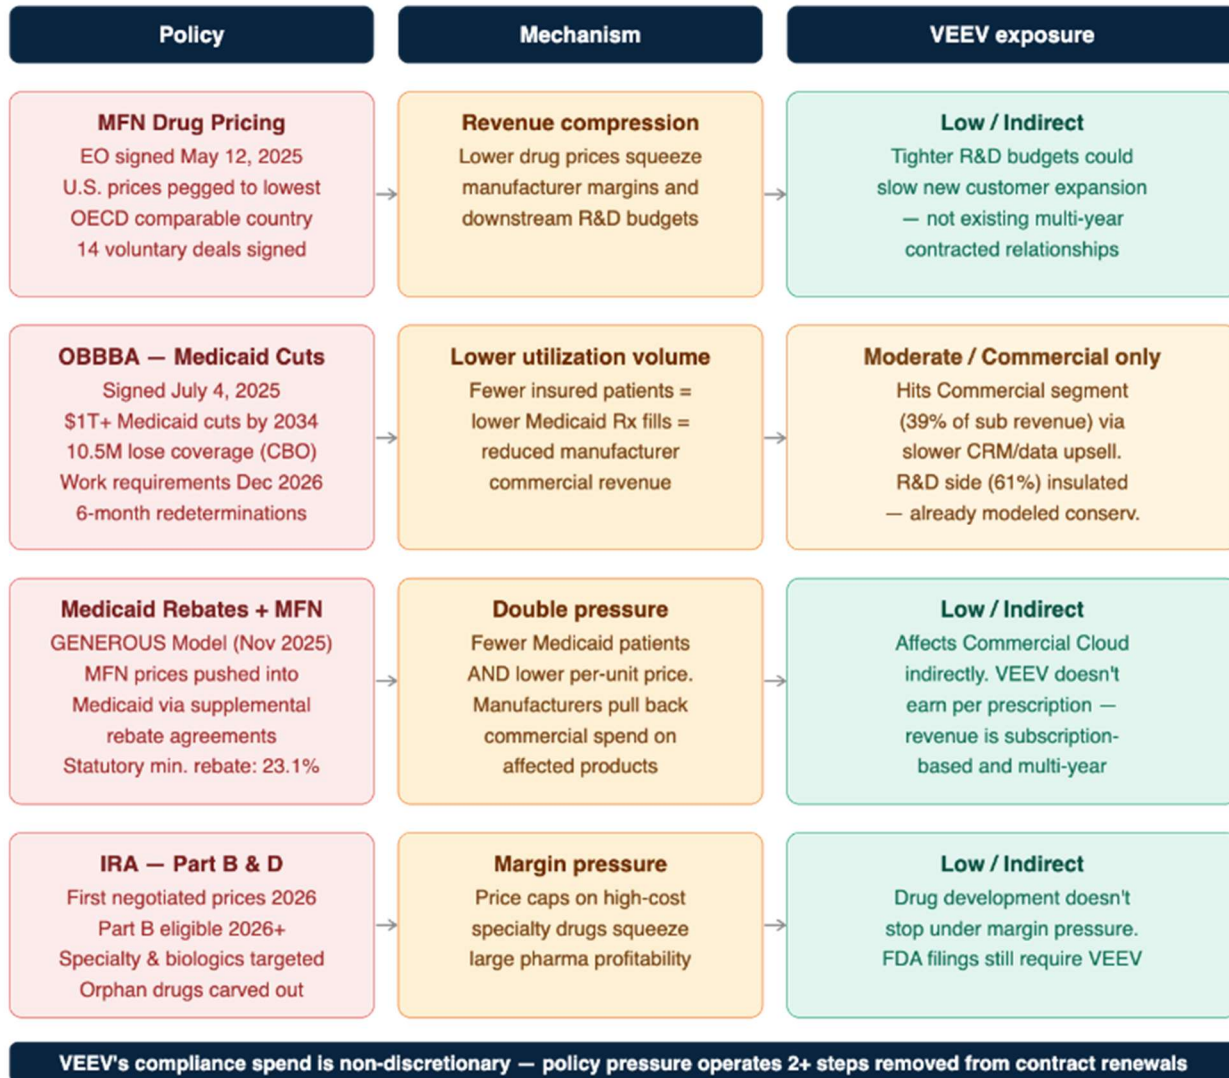 Policy
Mechanism
VEEV exposure
MFN Drug Pricing
EO signed May 12, 2025
U.S. prices pegged to lowest
OECD comparable country
14 voluntary deals signed
Revenue compression
Lower drug prices squeeze
manufacturer margins and
downstream R&D budgets
Low / Indirect
Tighter R&D budgets could
slow new customer expansion
— not existing multi-year
contracted relationships
OBBBA — Medicaid Cuts
Signed July 4, 2025
$1T+ Medicaid cuts by 2034
10.5M lose coverage (CBO)
Work requirements Dec 2026
6-month redeterminations
Lower utilization volume
Fewer insured patients =
lower Medicaid Rx fills =
reduced manufacturer
commercial revenue
Moderate / Commercial only
Hits Commercial segment
(39% of sub revenue) via
slower CRM/data upsell.
R&D side (61%) insulated
— already modeled conserv.
Medicaid Rebates + MFN
GENEROUS Model (Nov 2025)
MFN prices pushed into
Medicaid via supplemental
rebate agreements
Statutory min. rebate: 23.1%
Double pressure
Fewer Medicaid patients
AND lower per-unit price.
Manufacturers pull back
commercial spend on
affected products
Low / Indirect
Affects Commercial Cloud
indirectly. VEEV doesn't
earn per prescription —
revenue is subscription-
based and multi-year
IRA — Part B & D
First negotiated prices 2026
Part B eligible 2026+
Specialty & biologics targeted
Orphan drugs carved out
Margin pressure
Price caps on high-cost
specialty drugs squeeze
large pharma profitability
Low / Indirect
Drug development doesn't
stop under margin pressure.
FDA filings still require VEEV
VEEV's compliance spend is non-discretionary — policy pressure operates 2+ steps removed from contract renewals